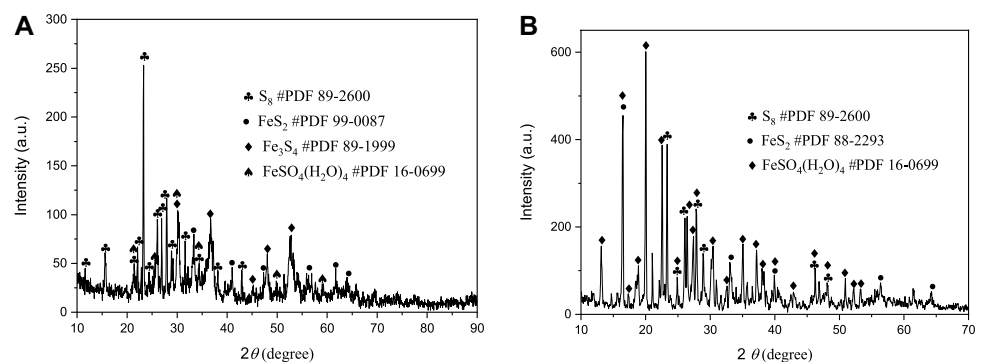 A
300
250
200
150
100
50
0
Intensity (a.u.)
♣ S₈ #PDF 89-2600
● FeS₂ #PDF 99-0087
♦ Fe₃S₄ #PDF 89-1999
♠ FeSO₄(H₂O)₄ #PDF 16-0699
10 20 30 40 50 60 70 80 90
2 θ (degree)
B
600
400
200
0
Intensity (a.u.)
♣ S₈ #PDF 89-2600
● FeS₂ #PDF 88-2293
♦ FeSO₄(H₂O)₄ #PDF 16-0699
10 20 30 40 50 60 70
2 θ (degree)